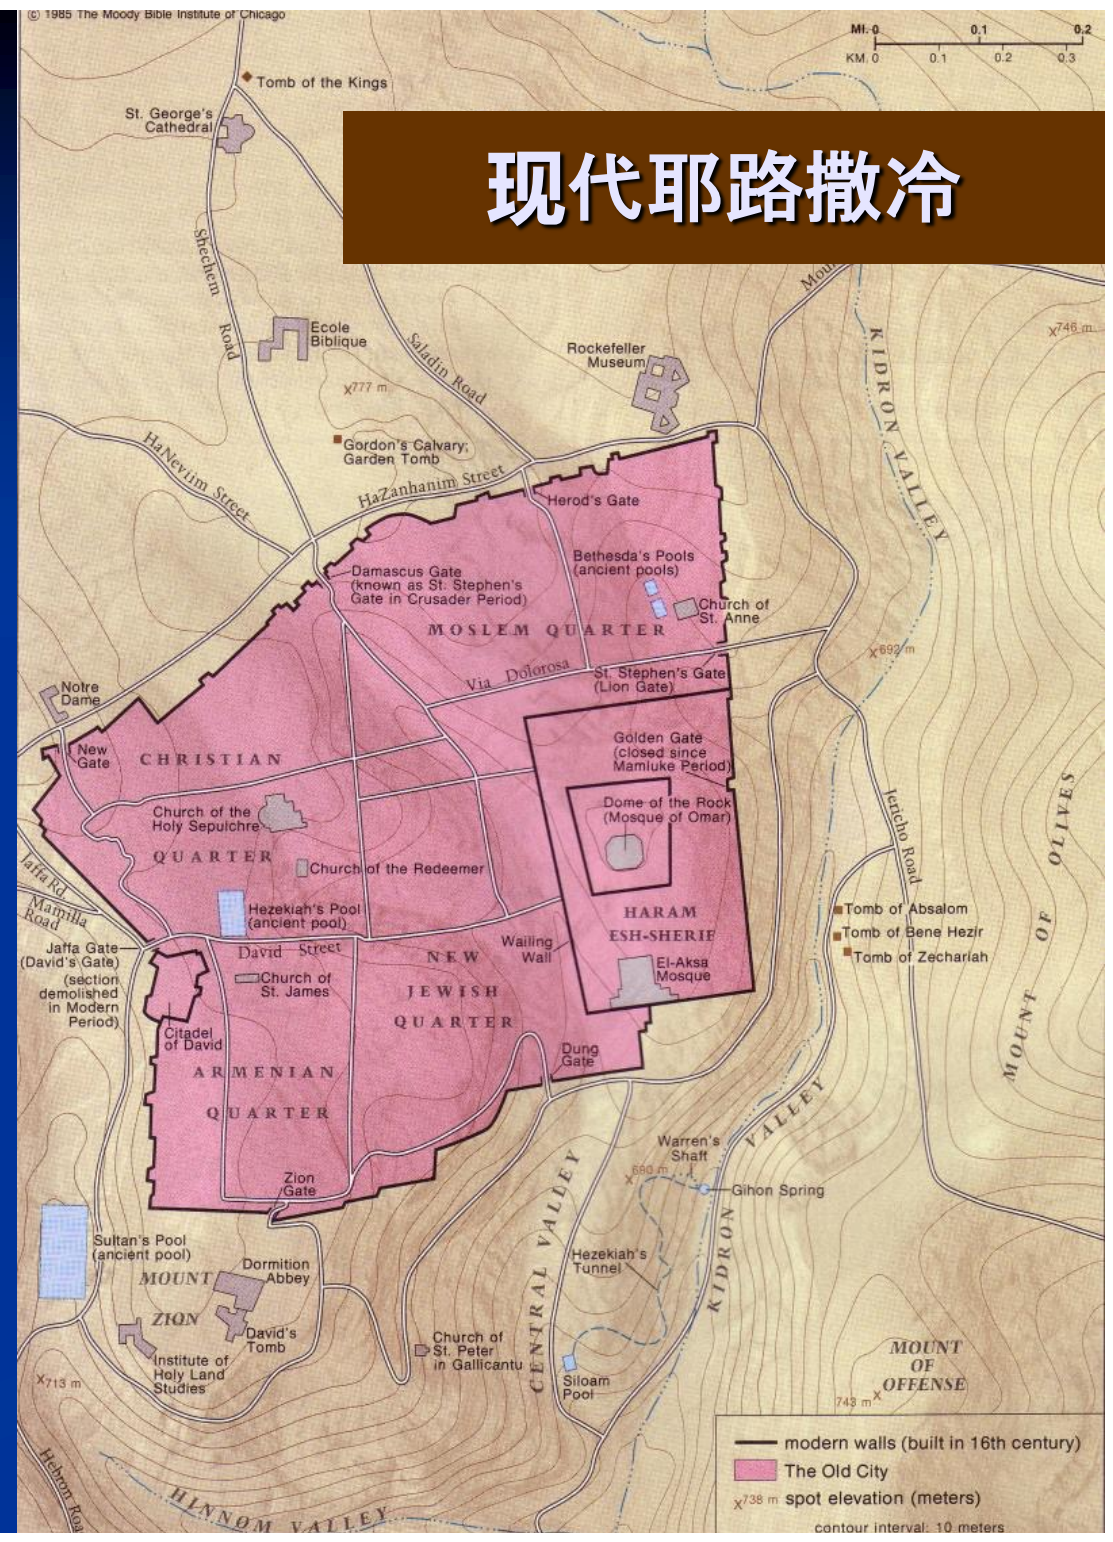 © 1985 The Moody Bible Institute of Chicago
MI. 0 0.1 0.2
KM. 0 0.1 0.2 0.3
Tomb of the Kings
St. George's
Cathedral
现代耶路撒冷
Shechem Road
Saladin Road
Ecole
Biblique
Rockefeller
Museum
x746 m
KIDRON VALLEY
x777 m
HaNeviim Street
Gordon's Calvary;
Garden Tomb
HaZanhanim Street
Herod's Gate
Damascus Gate
(known as St. Stephen's
Gate in Crusader Period)
Bethesda's Pools
(ancient pools)
Church of
St. Anne
MOSLEM QUARTER
x692 m
Via Dolorosa
St. Stephen's Gate
(Lion Gate)
Notre
Dame
New
Gate
CHRISTIAN
QUARTER
Golden Gate
(closed since
Mamluke Period)
Church of the
Holy Sepulchre
Dome of the Rock
(Mosque of Omar)
Church of the Redeemer
Jericho Road
MOUNT OF OLIVES
Jaffa Rd
Mamilla
Road
Hezekiah's Pool
(ancient pool)
David Street
HARAM
ESH-SHERIF
Tomb of Absalom
Tomb of Bene Hezir
Tomb of Zechariah
Jaffa Gate
(David's Gate)
(section
demolished
in Modern
Period)
Wailing
Wall
NEW
JEWISH
QUARTER
El-Aksa
Mosque
Church of
St. James
Citadel
of David
ARMENIAN
QUARTER
Dung
Gate
Zion
Gate
CENTRAL VALLEY
KIDRON VALLEY
Warren's
Shaft
x690 m
Gihon Spring
Hezekiah's
Tunnel
Sultan's Pool
(ancient pool)
MOUNT
ZION
Dormition
Abbey
David's
Tomb
Institute of
Holy Land
Studies
Church of
St. Peter
in Gallicantu
Siloam
Pool
MOUNT
OF
OFFENSE
743 m x
x713 m
Hebron
HINNOM VALLEY
modern walls (built in 16th century)
The Old City
x738 m spot elevation (meters)
contour interval: 10 meters